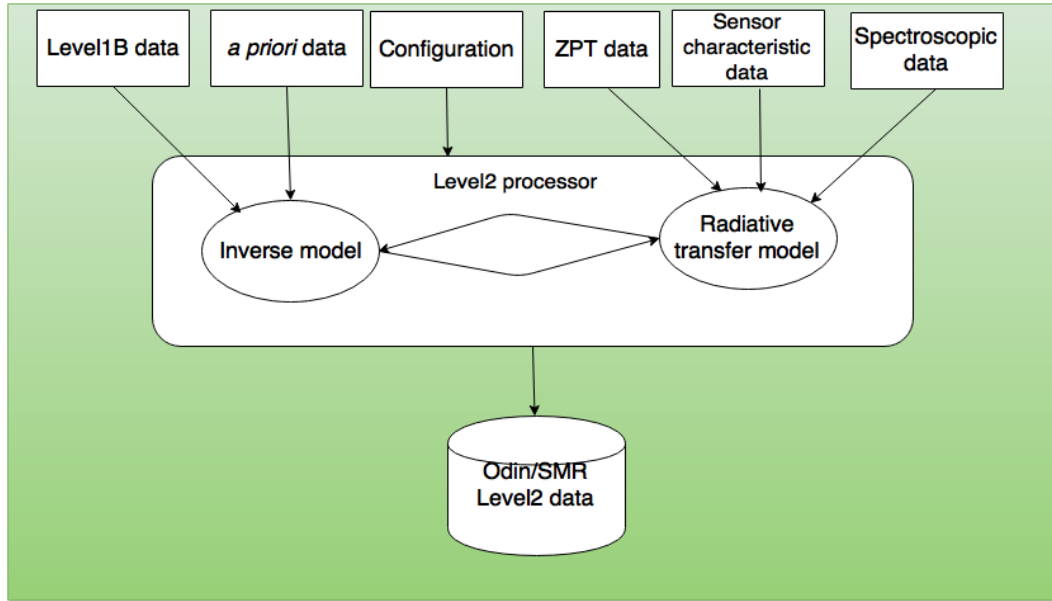 Level1B data
a priori data
Configuration
ZPT data
Sensor
characteristic
data
Spectroscopic
data
Level2 processor
Inverse model
Radiative
transfer model
Odin/SMR
Level2 data